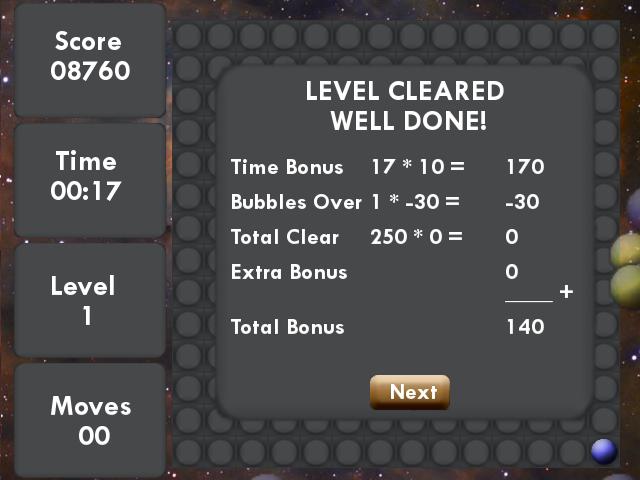 Score
08760
Time
00:17
Level
1
Moves
00
LEVEL CLEARED
WELL DONE!
Time Bonus 17 * 10 = 170
Bubbles Over 1 * -30 = -30
Total Clear 250 * 0 = 0
Extra Bonus 0
+
Total Bonus 140
Next